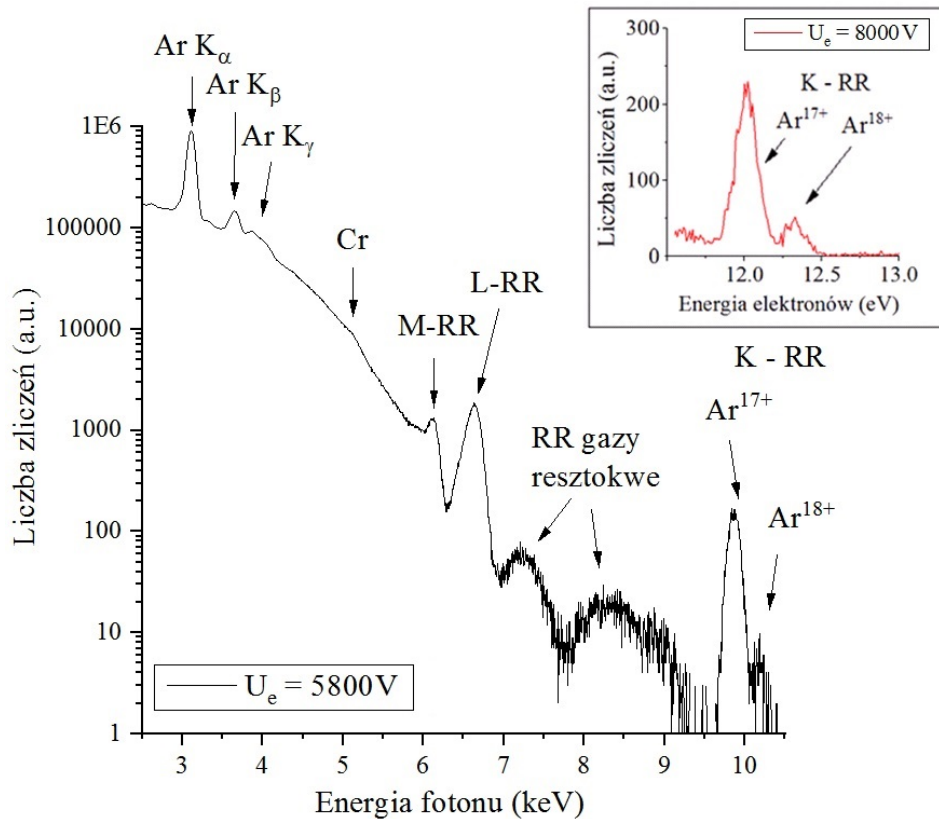 Ar Kα
Ar Kβ
Ar Kγ
Cr
M-RR
L-RR
RR gazy
resztokwe
K - RR
Ar17+
Ar18+
1E6
100000
10000
1000
100
10
1
Liczba zliczeń (a.u.)
Ue = 5800V
3 4 5 6 7 8 9 10
Energia fotonu (keV)
Ue = 8000V
K - RR
Ar17+
Ar18+
300
200
100
0
Liczba zliczeń (a.u.)
12.0 12.5 13.0
Energia elektronów (eV)